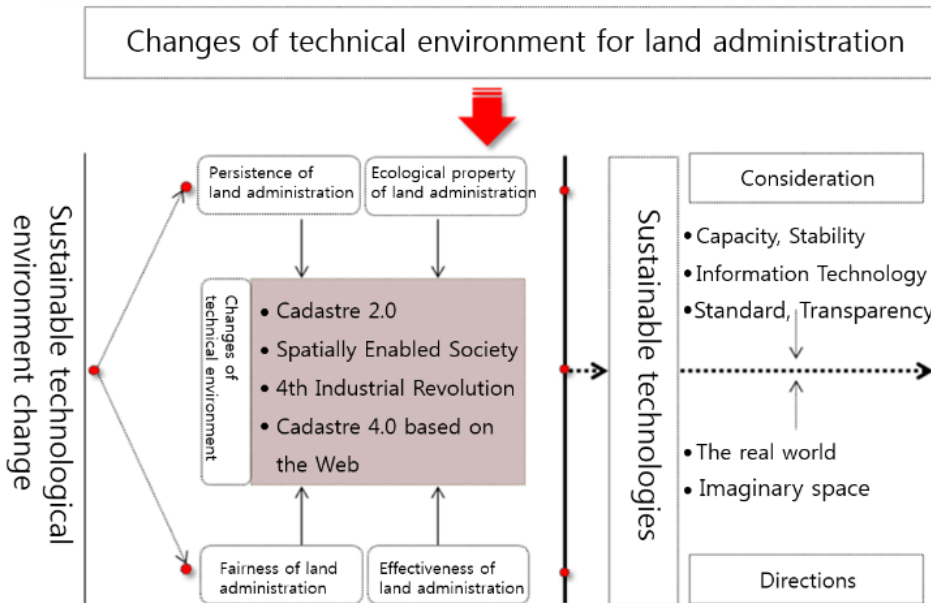 Changes of technical environment for land administration
Sustainable technological
environment change
Persistence of
land administration
Ecological property
of land administration
Changes of
technical environment
• Cadastre 2.0
• Spatially Enabled Society
• 4th Industrial Revolution
• Cadastre 4.0 based on
the Web
Fairness of land
administration
Effectiveness of
land administration
Sustainable technologies
Consideration
• Capacity, Stability
• Information Technology
• Standard, Transparency
• The real world
• Imaginary space
Directions